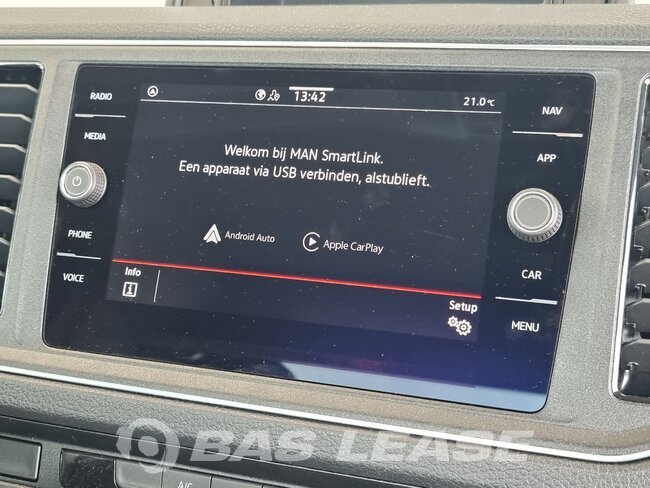 RADIO
MEDIA
PHONE
VOICE
13:42
21.0°C
Welkom bij MAN SmartLink.
Een apparaat via USB verbinden, alstublieft.
Android Auto
Apple CarPlay
Info
Setup
NAV
APP
CAR
MENU
BAS LEASE
A/C